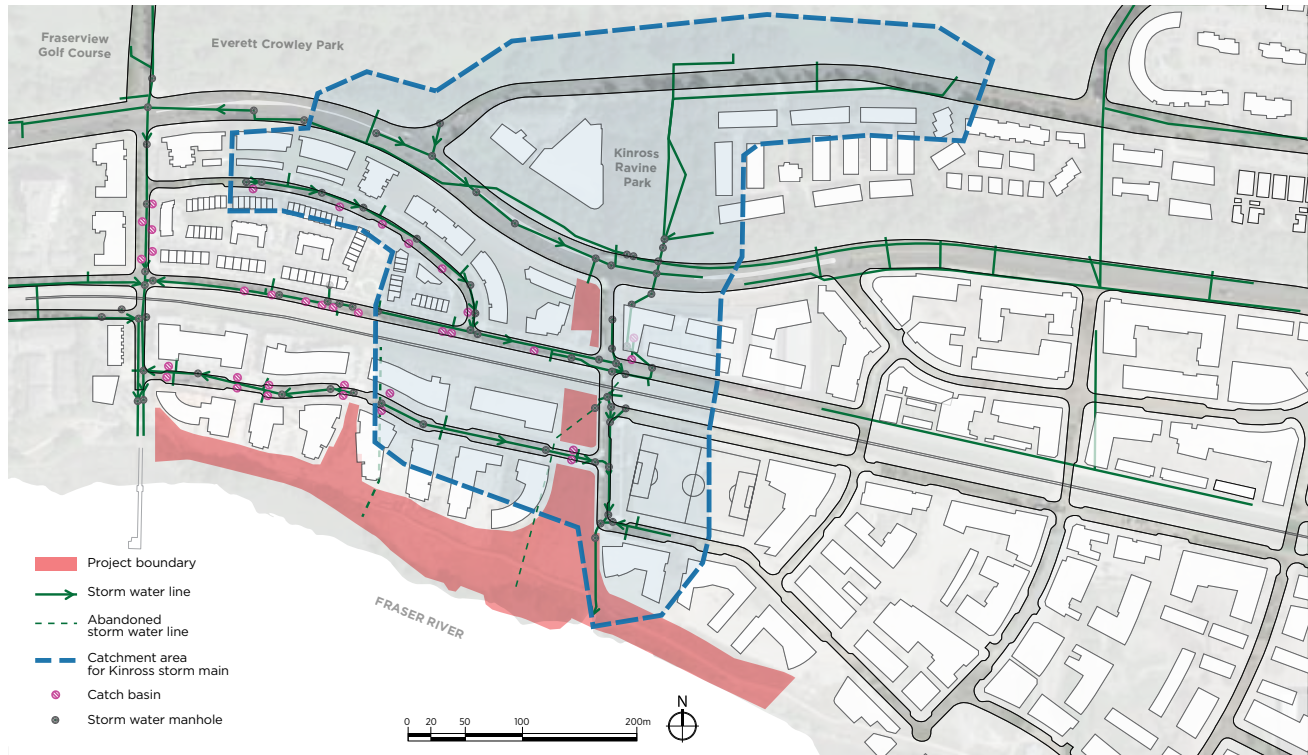 Fraserview
Golf Course
Everett Crowley Park
Kinross
Ravine
Park
Project boundary
Storm water line
Abandoned
storm water line
Catchment area
for Kinross storm main
Catch basin
Storm water manhole
FRASER RIVER
N
0 20 50 100 200m